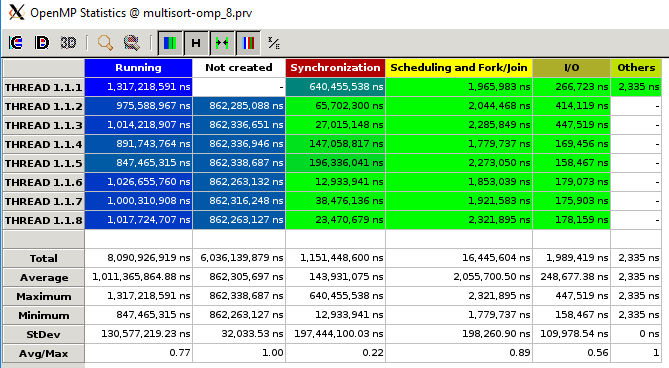 OpenMP Statistics @ multisort-omp_8.prv
3D
Running Not created Synchronization Scheduling and Fork/Join I/O Others
THREAD 1.1.1 1,317,218,591 ns - 640,455,538 ns 1,965,983 ns 266,723 ns 2,335 ns
THREAD 1.1.2 975,588,967 ns 862,285,088 ns 65,702,300 ns 2,044,468 ns 414,119 ns -
THREAD 1.1.3 1,014,208,907 ns 862,336,651 ns 27,015,148 ns 2,285,849 ns 447,519 ns -
THREAD 1.1.4 891,743,764 ns 862,336,946 ns 147,058,817 ns 1,779,737 ns 169,456 ns -
THREAD 1.1.5 847,465,315 ns 862,338,687 ns 196,336,041 ns 2,273,050 ns 158,467 ns -
THREAD 1.1.6 1,026,655,760 ns 862,263,132 ns 12,933,941 ns 1,853,039 ns 179,073 ns -
THREAD 1.1.7 1,000,310,908 ns 862,316,248 ns 38,476,136 ns 1,921,583 ns 175,903 ns -
THREAD 1.1.8 1,017,724,707 ns 862,263,127 ns 23,470,679 ns 2,321,895 ns 178,159 ns -
Total 8,090,926,919 ns 6,036,139,879 ns 1,151,448,600 ns 16,445,604 ns 1,989,419 ns 2,335 ns
Average 1,011,365,864.88 ns 862,305,697 ns 143,931,075 ns 2,055,700.50 ns 248,677.38 ns 2,335 ns
Maximum 1,317,218,591 ns 862,338,687 ns 640,455,538 ns 2,321,895 ns 447,519 ns 2,335 ns
Minimum 847,465,315 ns 862,263,127 ns 12,933,941 ns 1,779,737 ns 158,467 ns 2,335 ns
StDev 130,577,219.23 ns 32,033.53 ns 197,444,100.03 ns 198,260.90 ns 109,978.54 ns 0 ns
Avg/Max 0.77 1.00 0.22 0.89 0.56 1